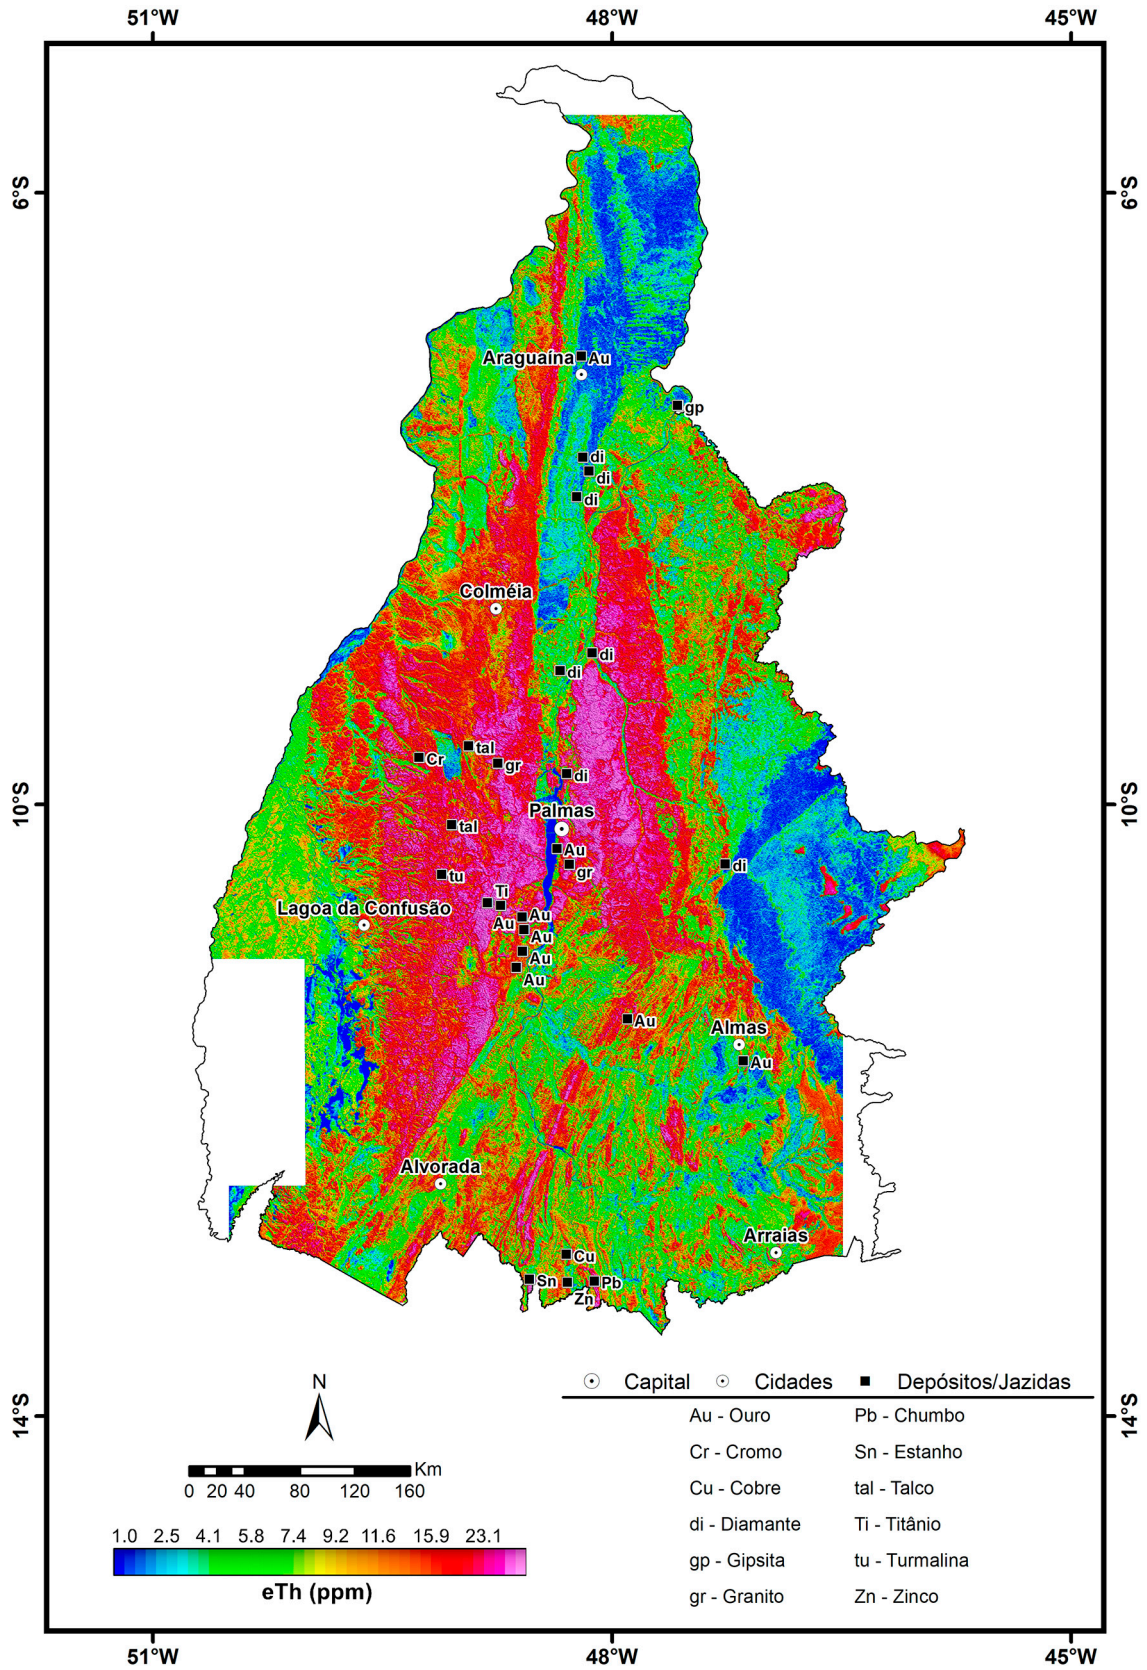 51°W 48°W 45°W
6°S 6°S
Araguaína Au
gp
di
di
di
Colméia
di
di
Cr tal gr di
10°S 10°S
Palmas
tal
Au
gr di
tu
Ti
Lagoa da Confusão Au
Au
Au
Au
Au
Au Almas
Au
Alvorada
Arraias
Cu
Sn Pb
Zn
N
Capital Cidades Depósitos/Jazidas
Au - Ouro Pb - Chumbo
14°S 14°S
Cr - Cromo Sn - Estanho
Km
0 20 40 80 120 160
Cu - Cobre tal - Talco
di - Diamante Ti - Titânio
1.0 2.5 4.1 5.8 7.4 9.2 11.6 15.9 23.1
gp - Gipsita tu - Turmalina
eTh (ppm)
gr - Granito Zn - Zinco
51°W 48°W 45°W